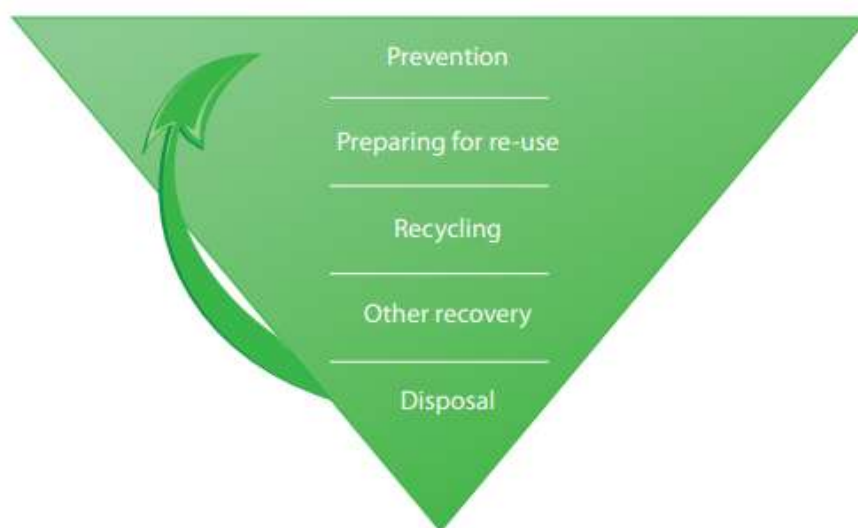 Prevention
Preparing for re-use
Recycling
Other recovery
Disposal